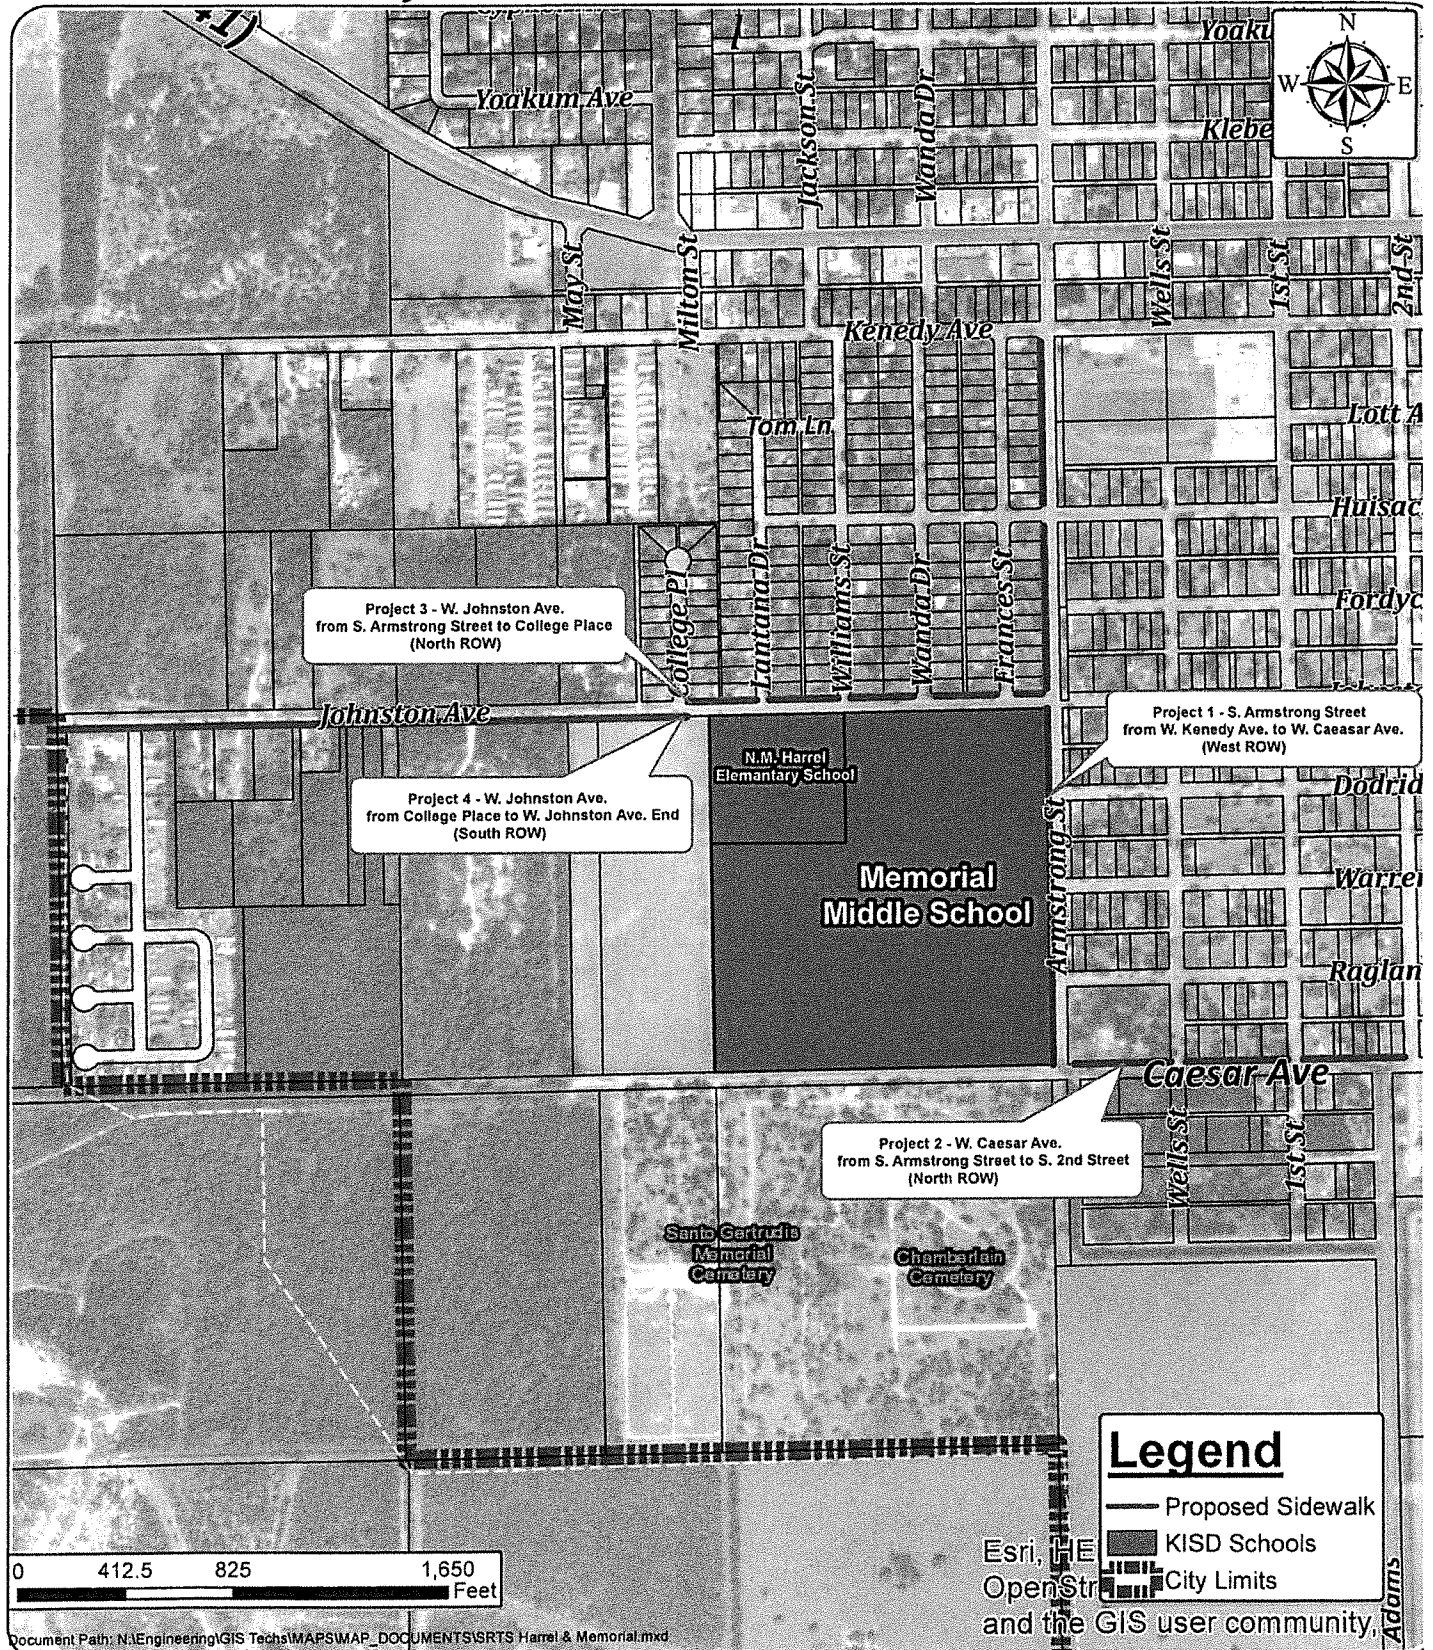 41)
N
Yoaku
W
E
Yoakum Ave
Jackson St
Wanda Dr
Klebe
S
May St
Milton St
Wells St
1st St
2nd St
Kenedy Ave
Lott A
Tom Ln
Huisac
College Pl
Lantana Dr
Williams St
Wanda Dr
Frances St
Fordyc
Project 3 - W. Johnston Ave.
from S. Armstrong Street to College Place
(North ROW)
Johnston Ave
Project 1 - S. Armstrong Street
from W. Kenedy Ave. to W. Caeasar Ave.
(West ROW)
N.M. Harrel
Elemantary School
Dodrid
Project 4 - W. Johnston Ave.
from College Place to W. Johnston Ave. End
(South ROW)
Armstrong St
Memorial
Middle School
Warren
Raglan
Caesar Ave
Project 2 - W. Caesar Ave.
from S. Armstrong Street to S. 2nd Street
(North ROW)
Wells St
1st St
Santo Gertrudis
Memorial
Cemetery
Chamberlain
Cemetery
Legend
Proposed Sidewalk
KISD Schools
City Limits
Esri, HE
OpenStr
and the GIS user community,
Adams
0 412.5 825 1,650
Feet
Document Path: N:\Engineering\GIS Techs\MAPS\MAP_DOCUMENTS\SRTS Harrel & Memorial.mxd